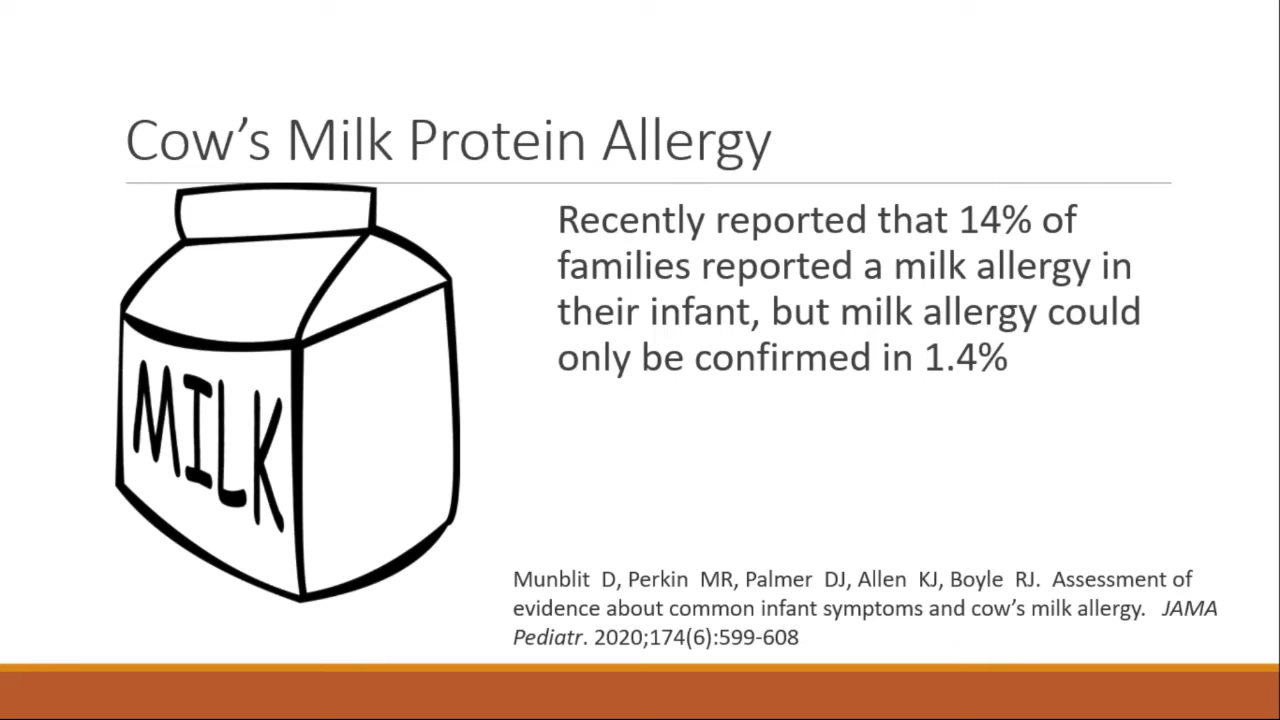 Cow’s Milk Protein Allergy
MILK
Recently reported that 14% of
families reported a milk allergy in
their infant, but milk allergy could
only be confirmed in 1.4%
Munblit D, Perkin MR, Palmer DJ, Allen KJ, Boyle RJ. Assessment of
evidence about common infant symptoms and cow’s milk allergy. JAMA
Pediatr. 2020;174(6):599-608